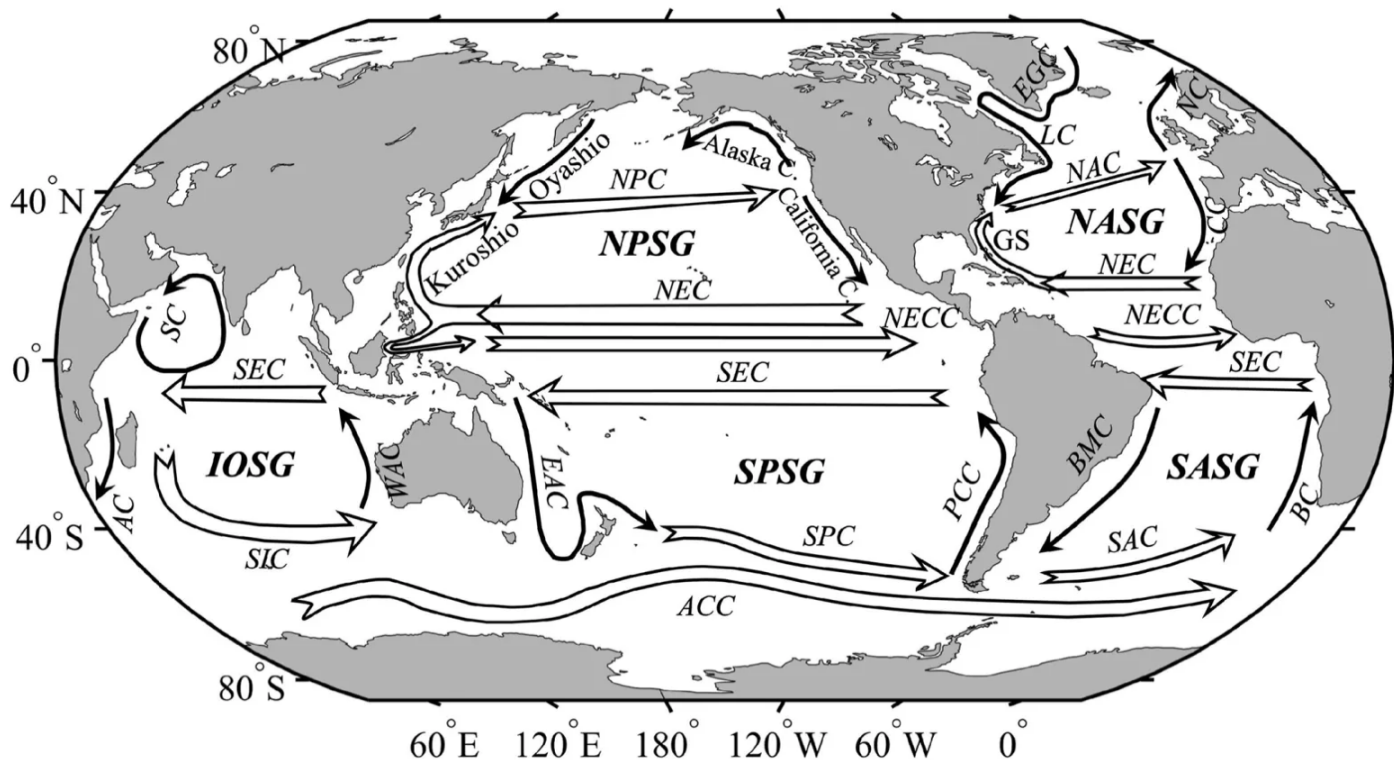 80°N
EGC
NC
Oyashio
Alaska C.
LC
NPC
NAC
40°N
Kuroshio
NPSG
California C.
GS
NASG
CC
SC
NEC
NEC
NECC
NECC
0°
SEC
SEC
SEC
AC
IOSG
WAC
EAC
SPSG
PCC
BMC
SASG
BC
40°S
SIC
SPC
SAC
ACC
80°S
60°E 120°E 180° 120°W 60°W 0°